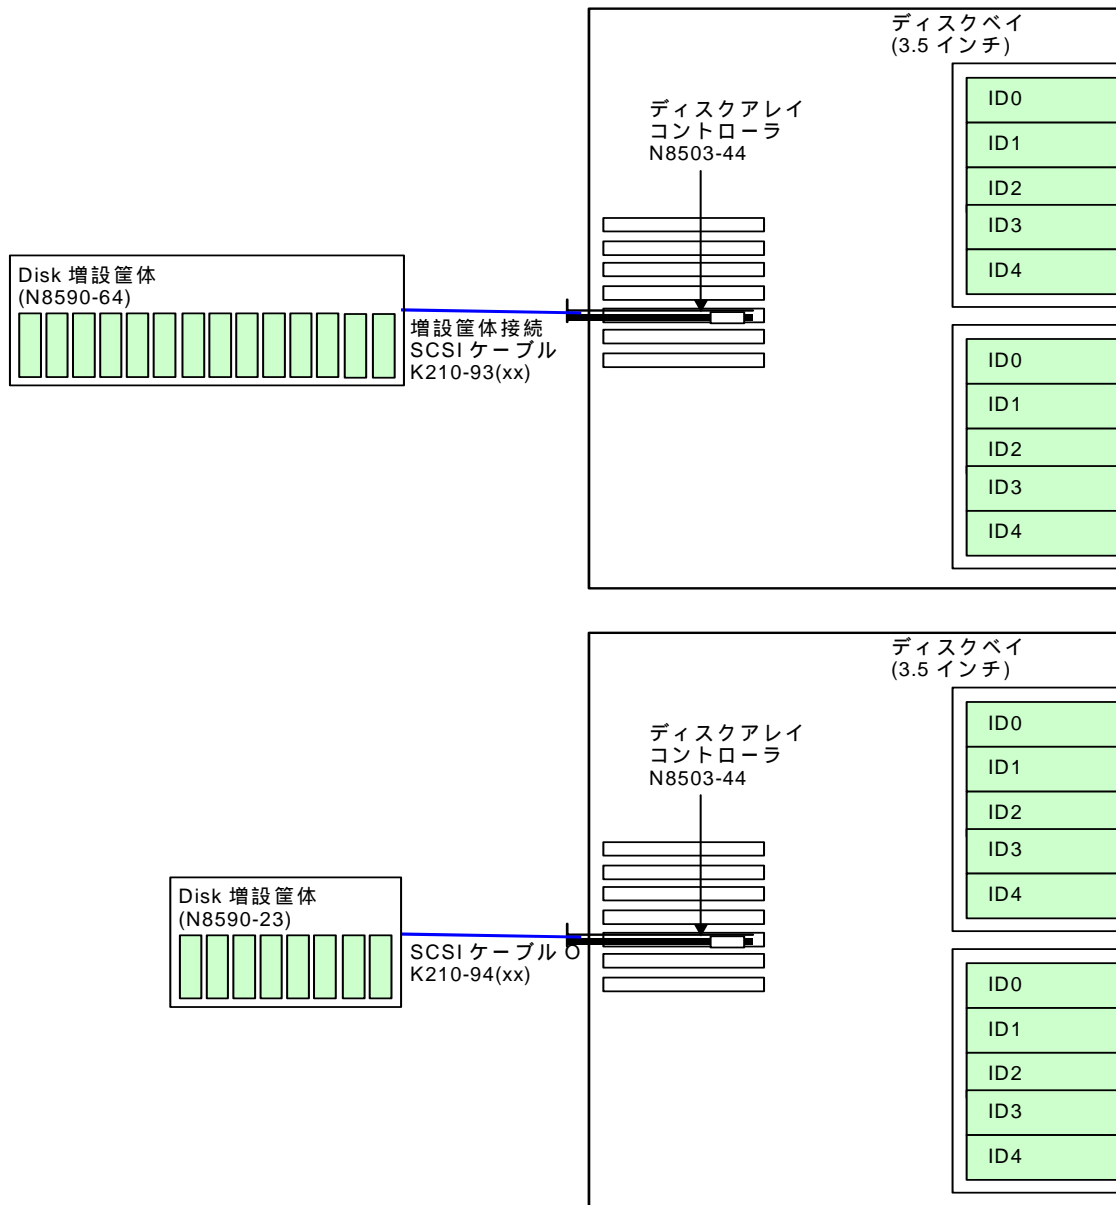 ディスクベイ
(3.5 インチ)
ID0
ID1
ID2
ID3
ID4
ディスクアレイ
コントローラ
N8503-44
Disk 増設筐体
(N8590-64)
増設筐体接続
SCSI ケーブル
K210-93(xx)
ID0
ID1
ID2
ID3
ID4
ディスクベイ
(3.5 インチ)
ID0
ID1
ID2
ID3
ID4
ディスクアレイ
コントローラ
N8503-44
Disk 増設筐体
(N8590-23)
SCSI ケーブル O
K210-94(xx)
ID0
ID1
ID2
ID3
ID4